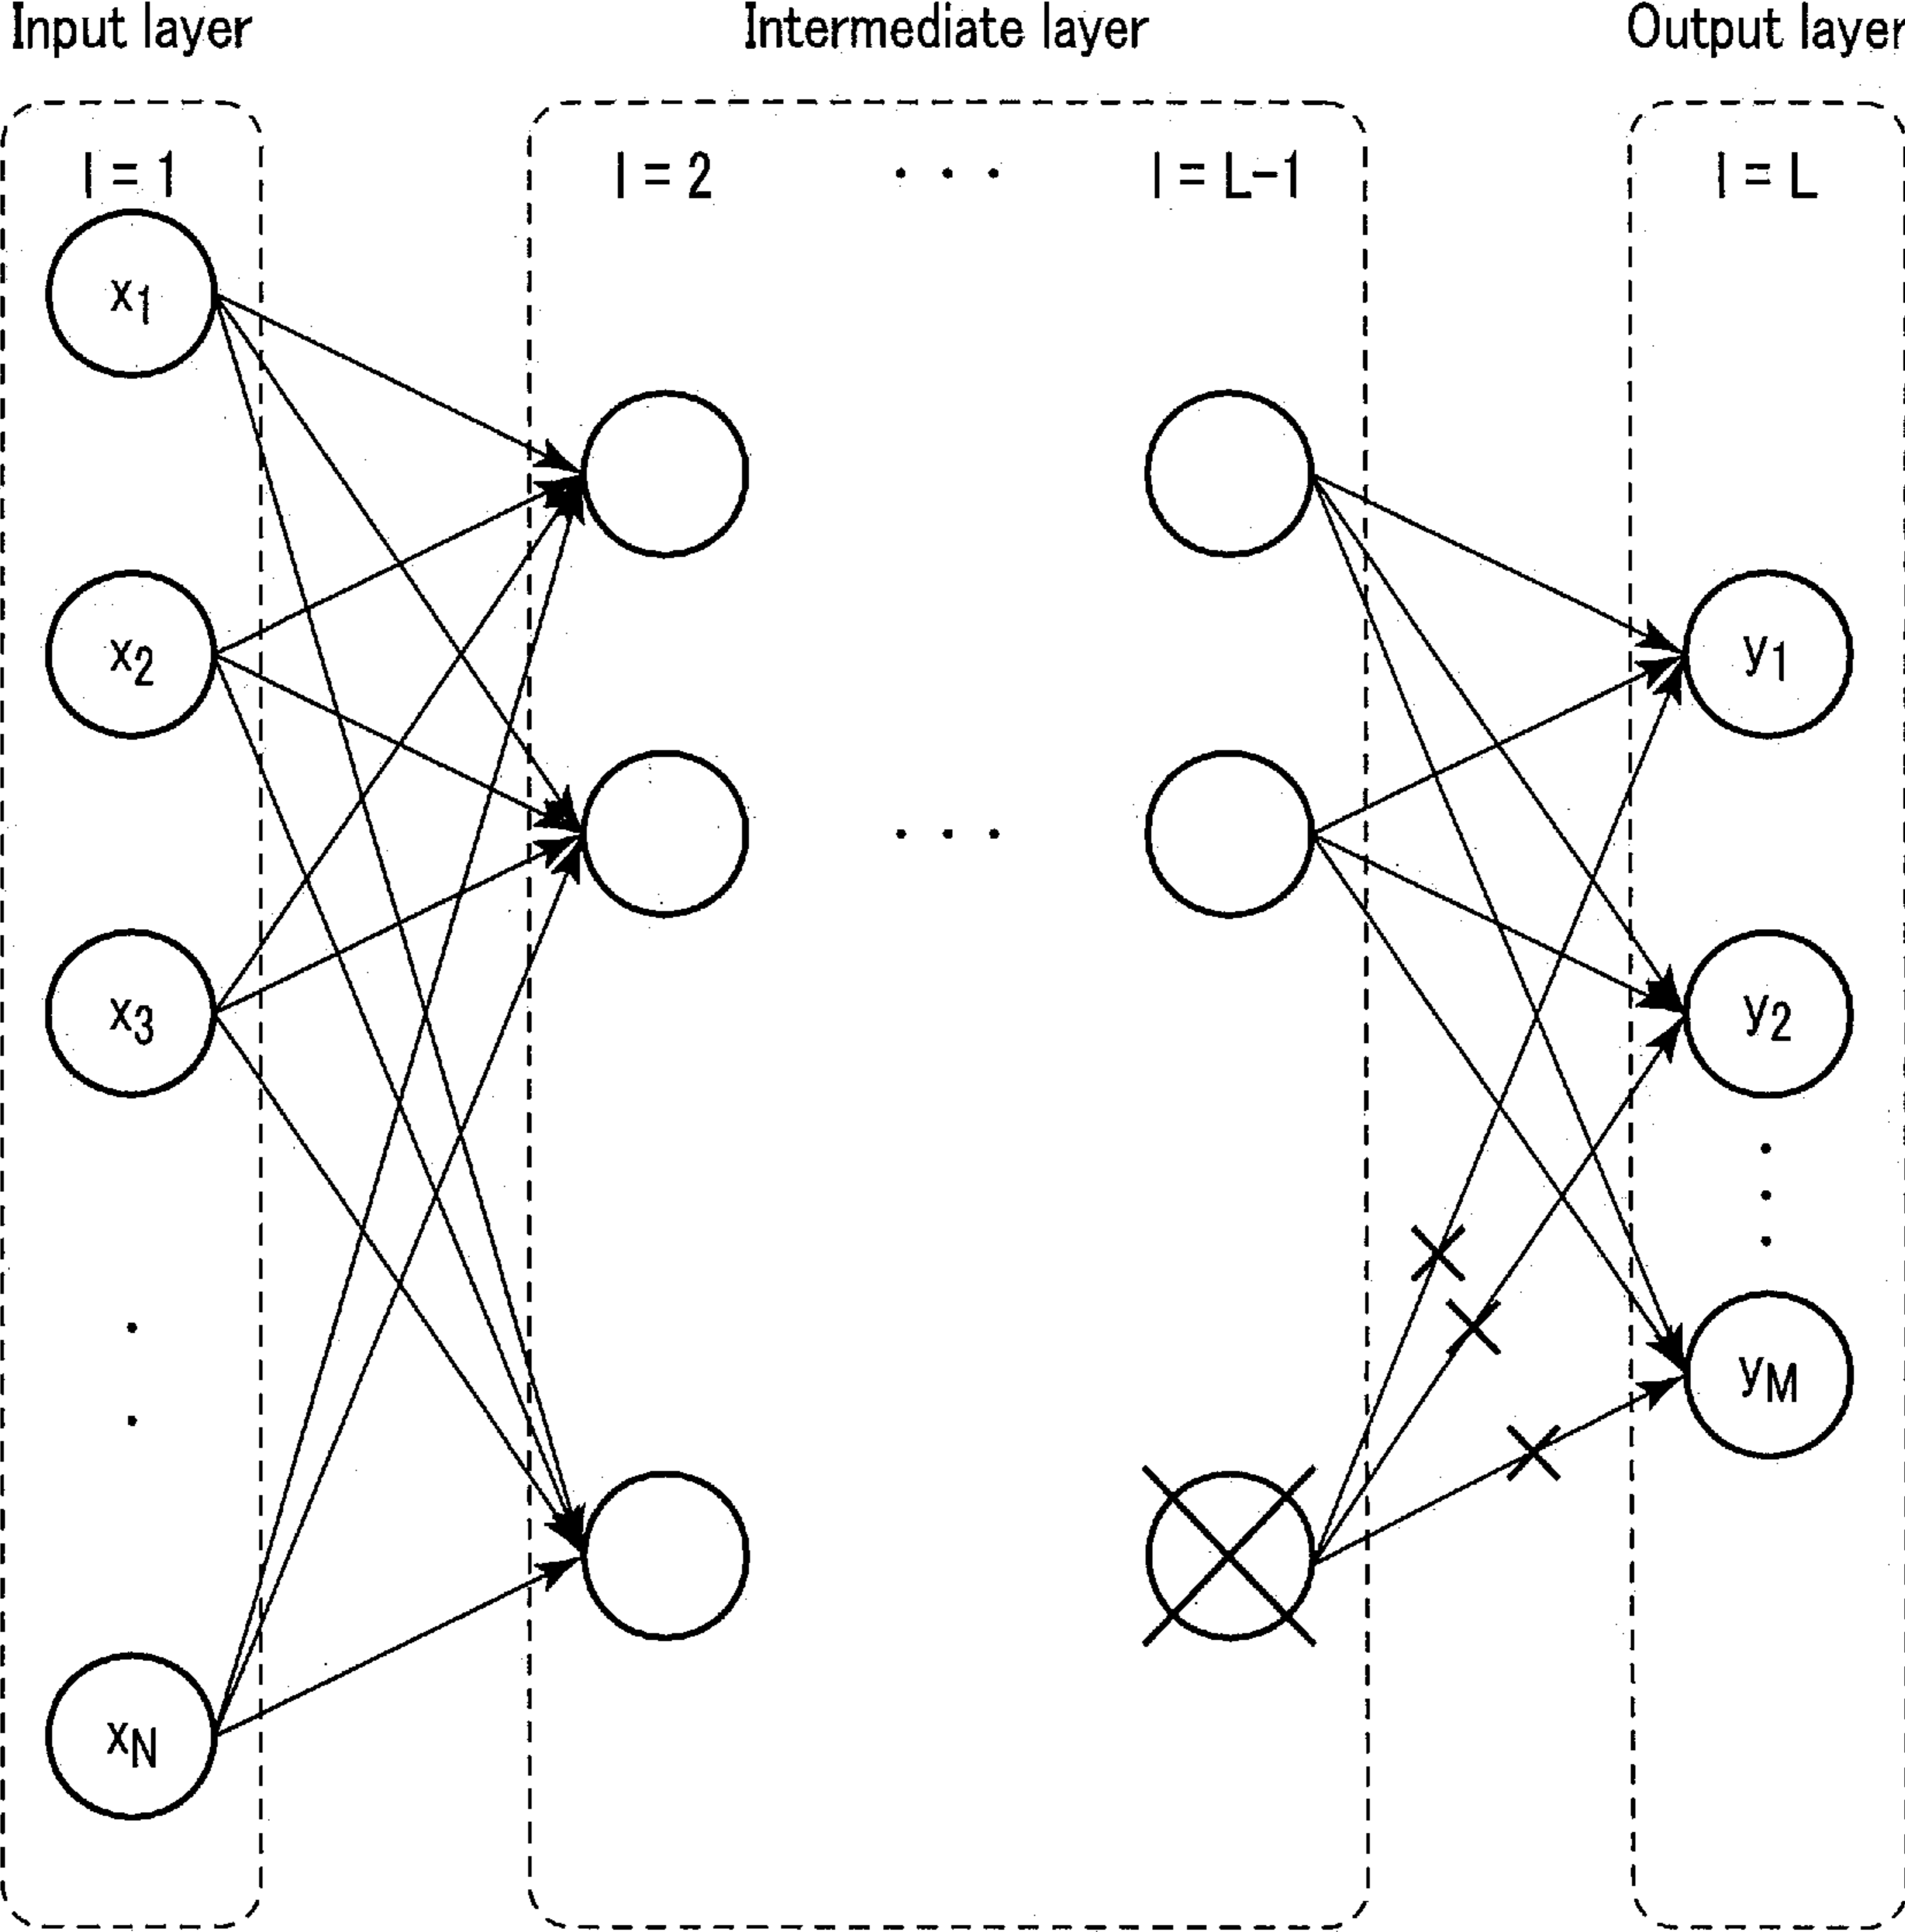 Input layer
Intermediate layer
Output layer
l = 1
l = 2
· · ·
l = L-1
l = L
x1
x2
x3
xN
· · ·
y1
y2
yM